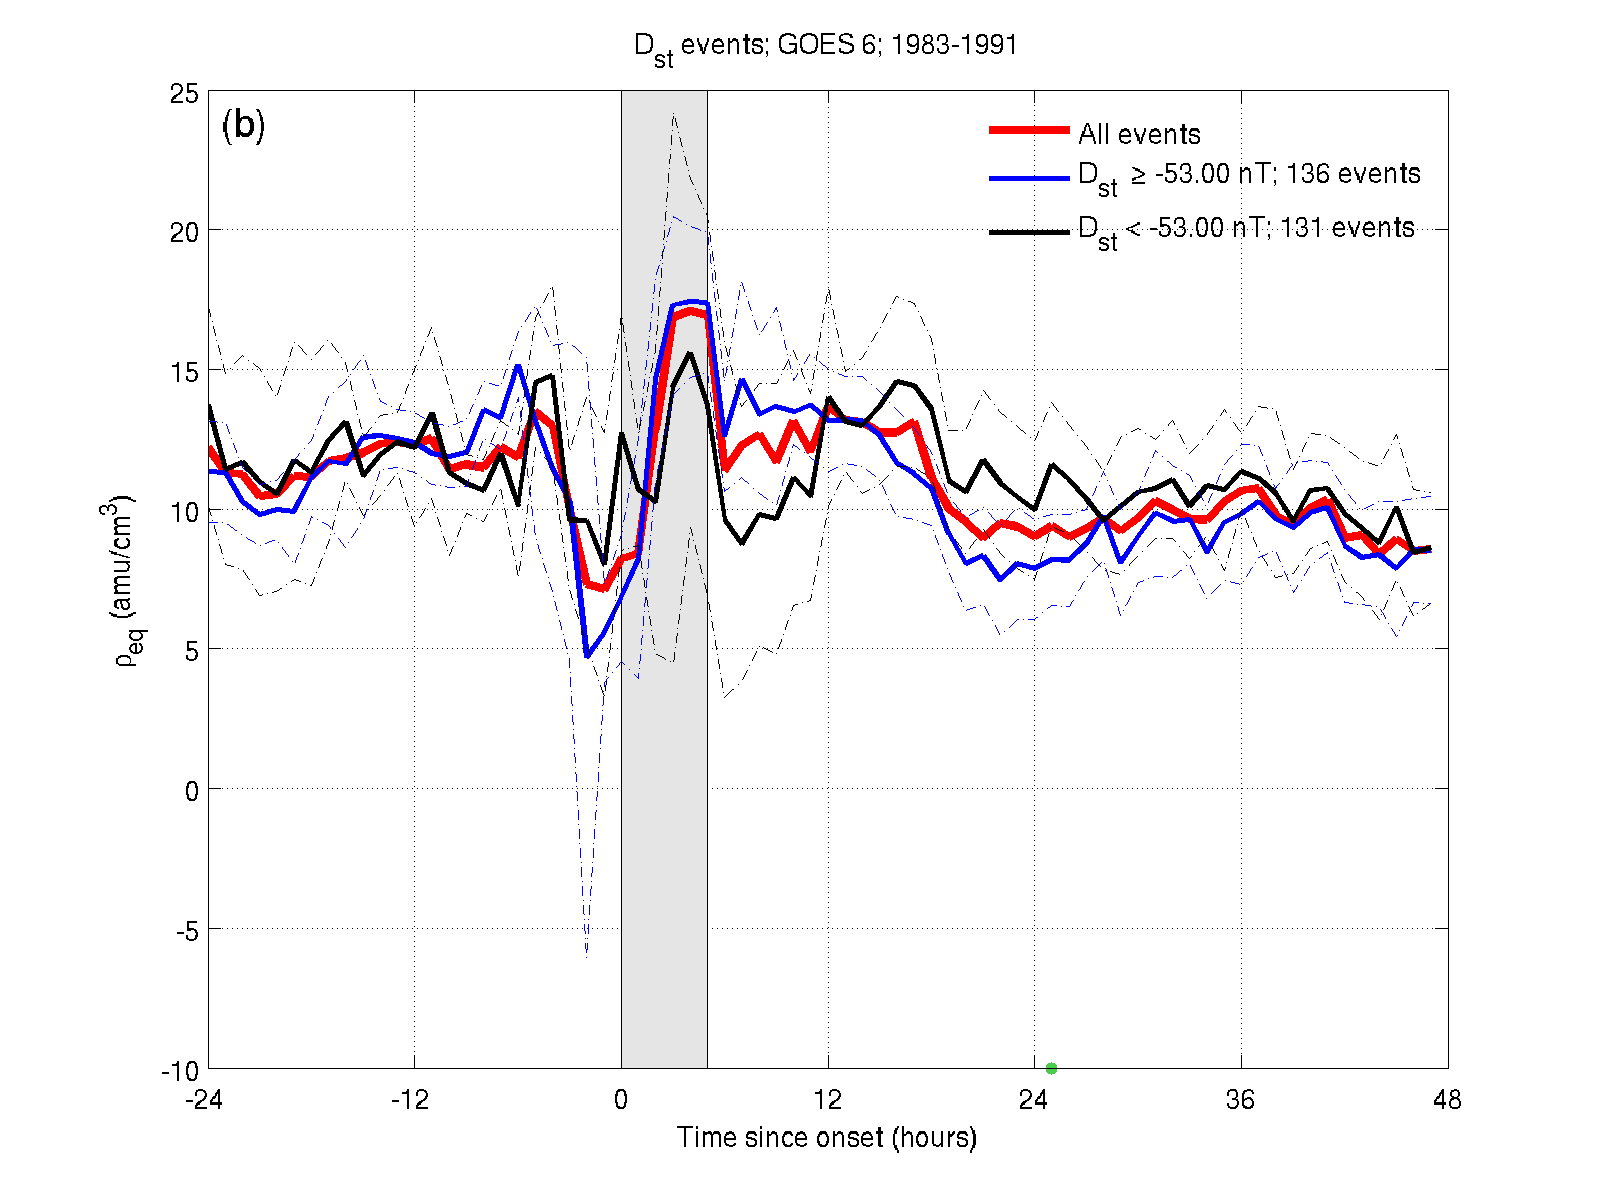 D_st events; GOES 6; 1983-1991
(b)
All events
D_st ≥ -53.00 nT; 136 events
D_st < -53.00 nT; 131 events
25
20
15
10
5
0
-5
-10
ρ_eq (amu/cm^3)
-24 -12 0 12 24 36 48
Time since onset (hours)